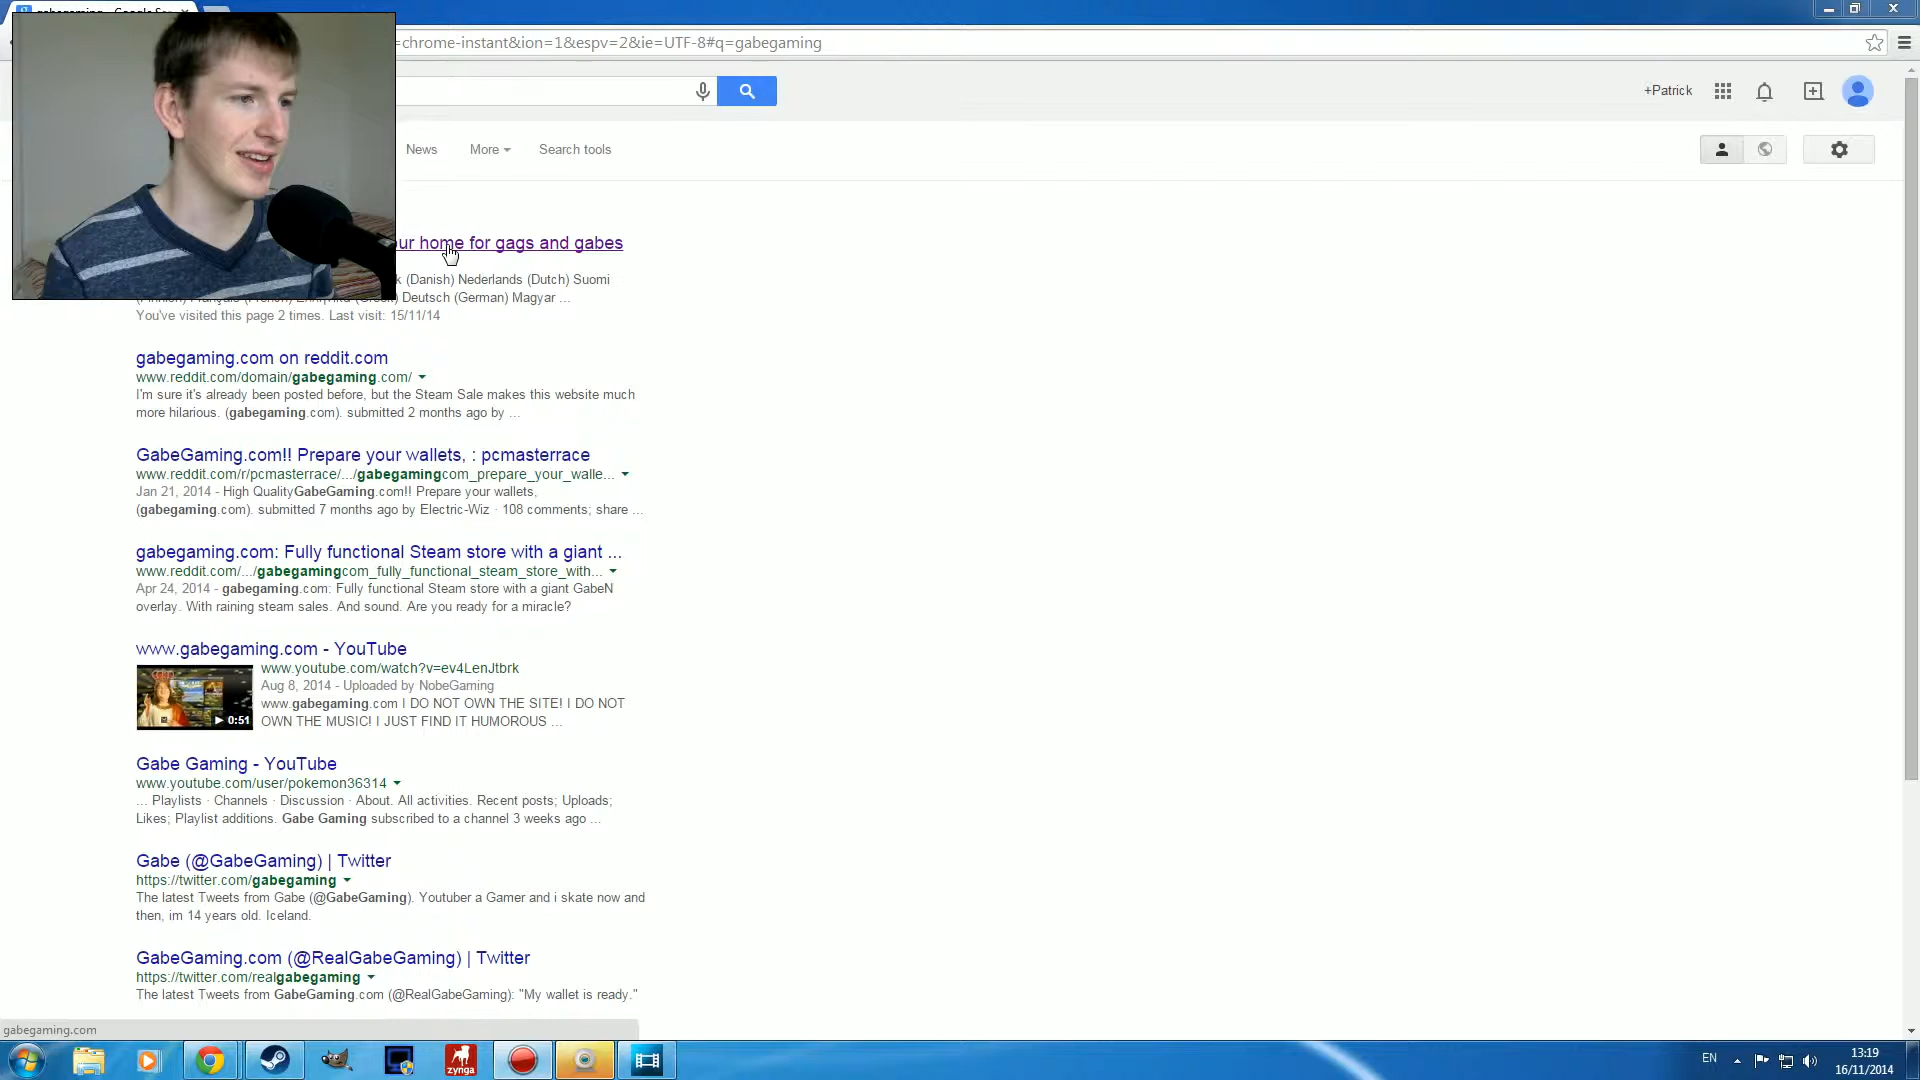 =chrome-instant&ion=1&espv=2&ie=UTF-8#q=gabegaming
+Patrick
News More Search tools
our home for gags and gabes
(Danish) Nederlands (Dutch) Suomi
Deutsch (German) Magyar ...
You've visited this page 2 times. Last visit: 15/11/14
gabegaming.com on reddit.com
www.reddit.com/domain/gabegaming.com/
I'm sure it's already been posted before, but the Steam Sale makes this website much
more hilarious. (gabegaming.com). submitted 2 months ago by ...
GabeGaming.com!! Prepare your wallets, : pcmasterrace
www.reddit.com/r/pcmasterrace/.../gabegamingcom_prepare_your_walle...
Jan 21, 2014 - High QualityGabeGaming.com!! Prepare your wallets,
(gabegaming.com). submitted 7 months ago by Electric-Wiz · 108 comments; share ...
gabegaming.com: Fully functional Steam store with a giant ...
www.reddit.com/.../gabegamingcom_fully_functional_steam_store_with...
Apr 24, 2014 - gabegaming.com: Fully functional Steam store with a giant GabeN
overlay. With raining steam sales. And sound. Are you ready for a miracle?
www.gabegaming.com - YouTube
www.youtube.com/watch?v=ev4LenJtbrk
Aug 8, 2014 - Uploaded by NobeGaming
www.gabegaming.com I DO NOT OWN THE SITE! I DO NOT
OWN THE MUSIC! I JUST FIND IT HUMOROUS ...
0:51
Gabe Gaming - YouTube
www.youtube.com/user/pokemon36314
... Playlists · Channels · Discussion · About. All activities. Recent posts; Uploads;
Likes; Playlist additions. Gabe Gaming subscribed to a channel 3 weeks ago ...
Gabe (@GabeGaming) | Twitter
https://twitter.com/gabegaming
The latest Tweets from Gabe (@GabeGaming). Youtuber a Gamer and i skate now and
then, im 14 years old. Iceland.
GabeGaming.com (@RealGabeGaming) | Twitter
https://twitter.com/realgabegaming
The latest Tweets from GabeGaming.com (@RealGabeGaming): "My wallet is ready."
gabegaming.com
zynga
EN
13:19
16/11/2014